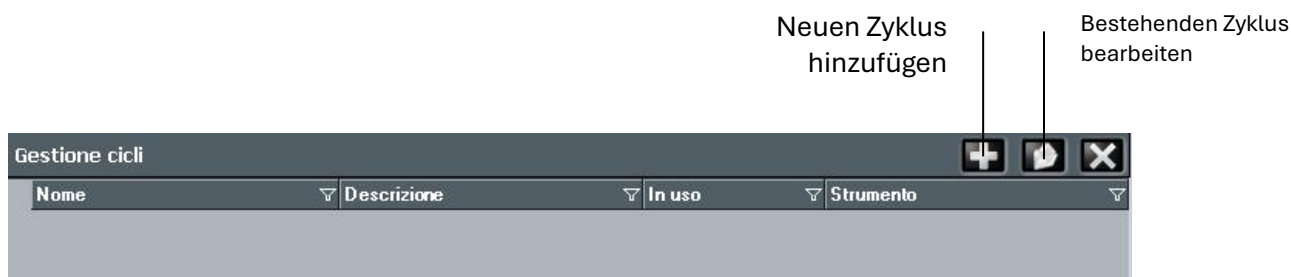 Neuen Zyklus
hinzufügen
Bestehenden Zyklus
bearbeiten
Gestione cicli
Nome Descrizione In uso Strumento